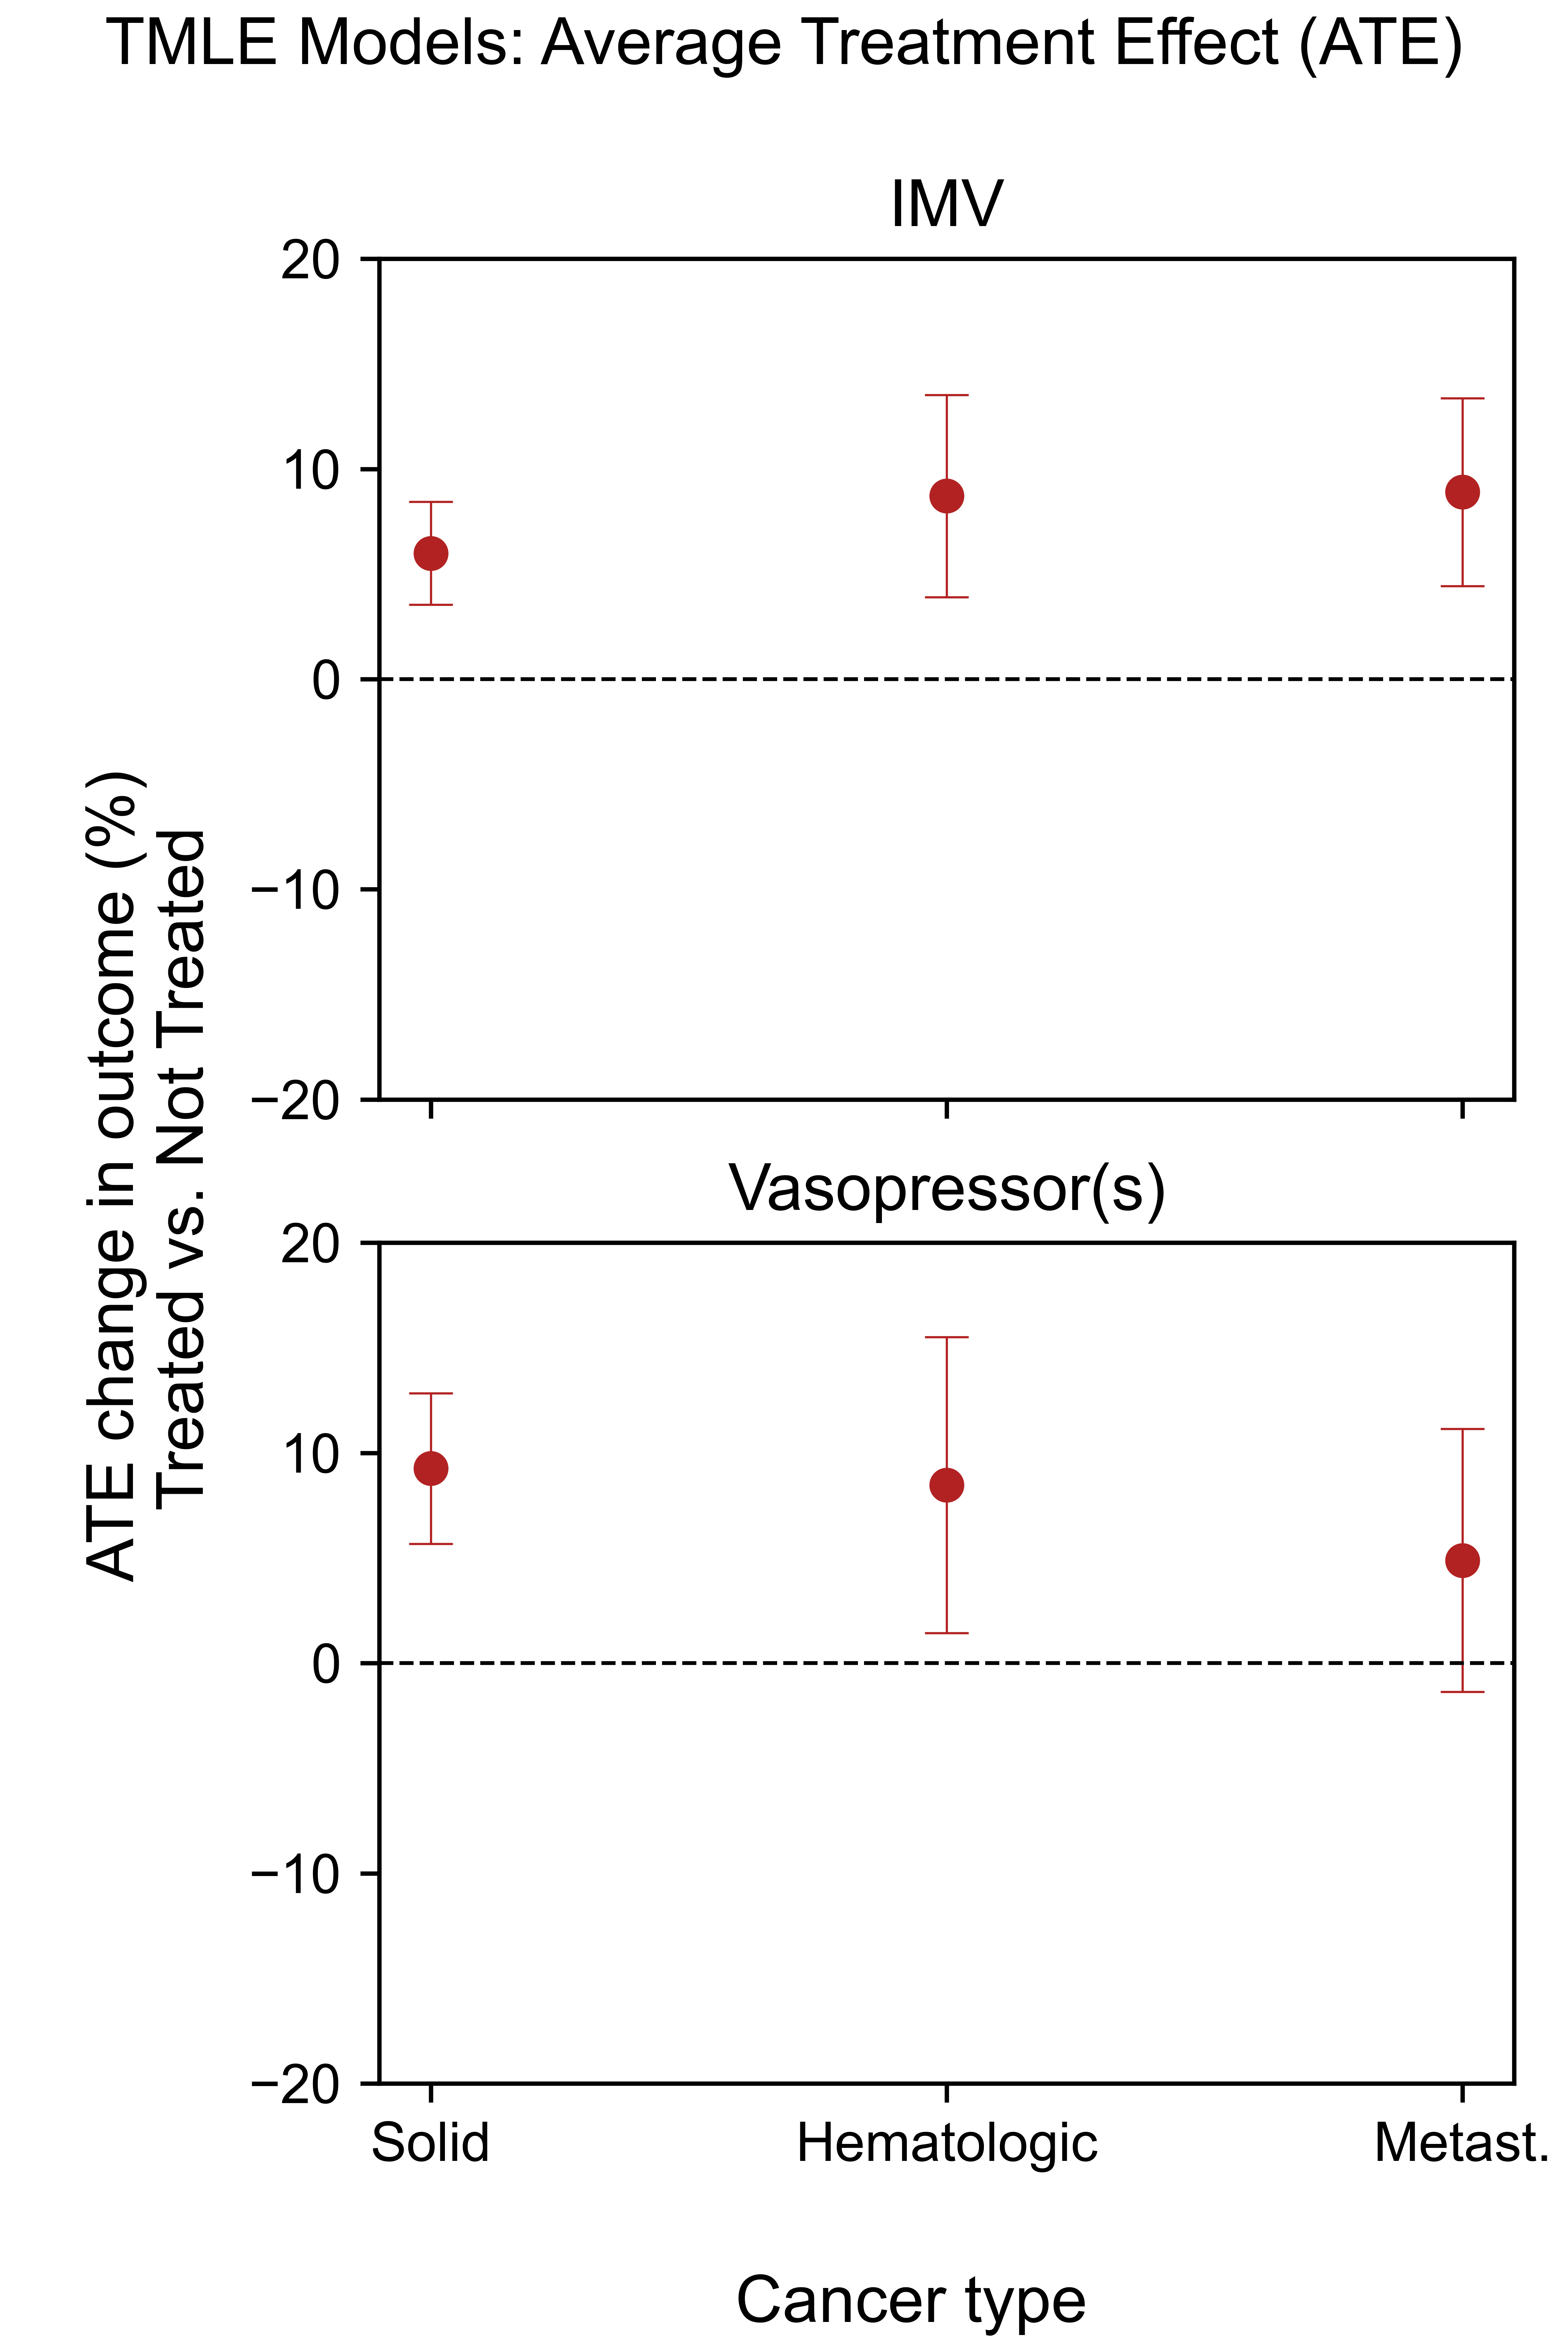 TMLE Models: Average Treatment Effect (ATE)
IMV
20
10
0
−10
−20
ATE change in outcome (%)
Treated vs. Not Treated
Vasopressor(s)
20
10
0
−10
−20
Solid Hematologic Metast.
Cancer type